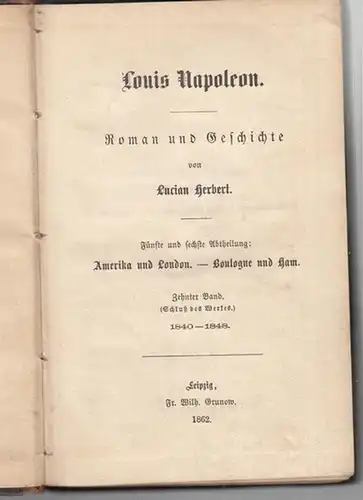 Louis Napoleon.
Roman und Geschichte
von
Lucian Herbert.
Fünfte und sechste Abtheilung:
Amerika und London. — Boulogne und Ham.
Zehnter Band.
(Schluß des Werkes.)
1840—1848.
Leipzig,
Fr. Wilh. Grunow.
1862.